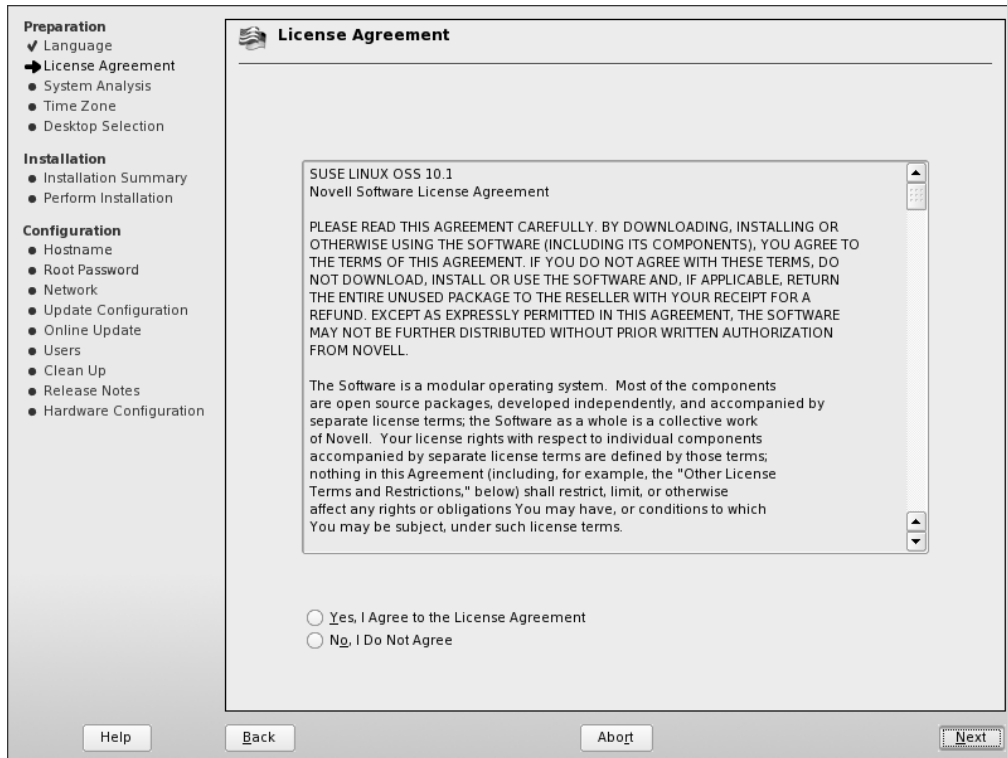 Preparation
Language
License Agreement
System Analysis
Time Zone
Desktop Selection
Installation
Installation Summary
Perform Installation
Configuration
Hostname
Root Password
Network
Update Configuration
Online Update
Users
Clean Up
Release Notes
Hardware Configuration
License Agreement
SUSE LINUX OSS 10.1
Novell Software License Agreement
PLEASE READ THIS AGREEMENT CAREFULLY. BY DOWNLOADING, INSTALLING OR
OTHERWISE USING THE SOFTWARE (INCLUDING ITS COMPONENTS), YOU AGREE TO
THE TERMS OF THIS AGREEMENT. IF YOU DO NOT AGREE WITH THESE TERMS, DO
NOT DOWNLOAD, INSTALL OR USE THE SOFTWARE AND, IF APPLICABLE, RETURN
THE ENTIRE UNUSED PACKAGE TO THE RESELLER WITH YOUR RECEIPT FOR A
REFUND. EXCEPT AS EXPRESSLY PERMITTED IN THIS AGREEMENT, THE SOFTWARE
MAY NOT BE FURTHER DISTRIBUTED WITHOUT PRIOR WRITTEN AUTHORIZATION
FROM NOVELL.
The Software is a modular operating system.  Most of the components
are open source packages, developed independently, and accompanied by
separate license terms; the Software as a whole is a collective work
of Novell.  Your license rights with respect to individual components
accompanied by separate license terms are defined by those terms;
nothing in this Agreement (including, for example, the "Other License
Terms and Restrictions," below) shall restrict, limit, or otherwise
affect any rights or obligations You may have, or conditions to which
You may be subject, under such license terms.
Yes, I Agree to the License Agreement
No, I Do Not Agree
Help
Back
Abort
Next